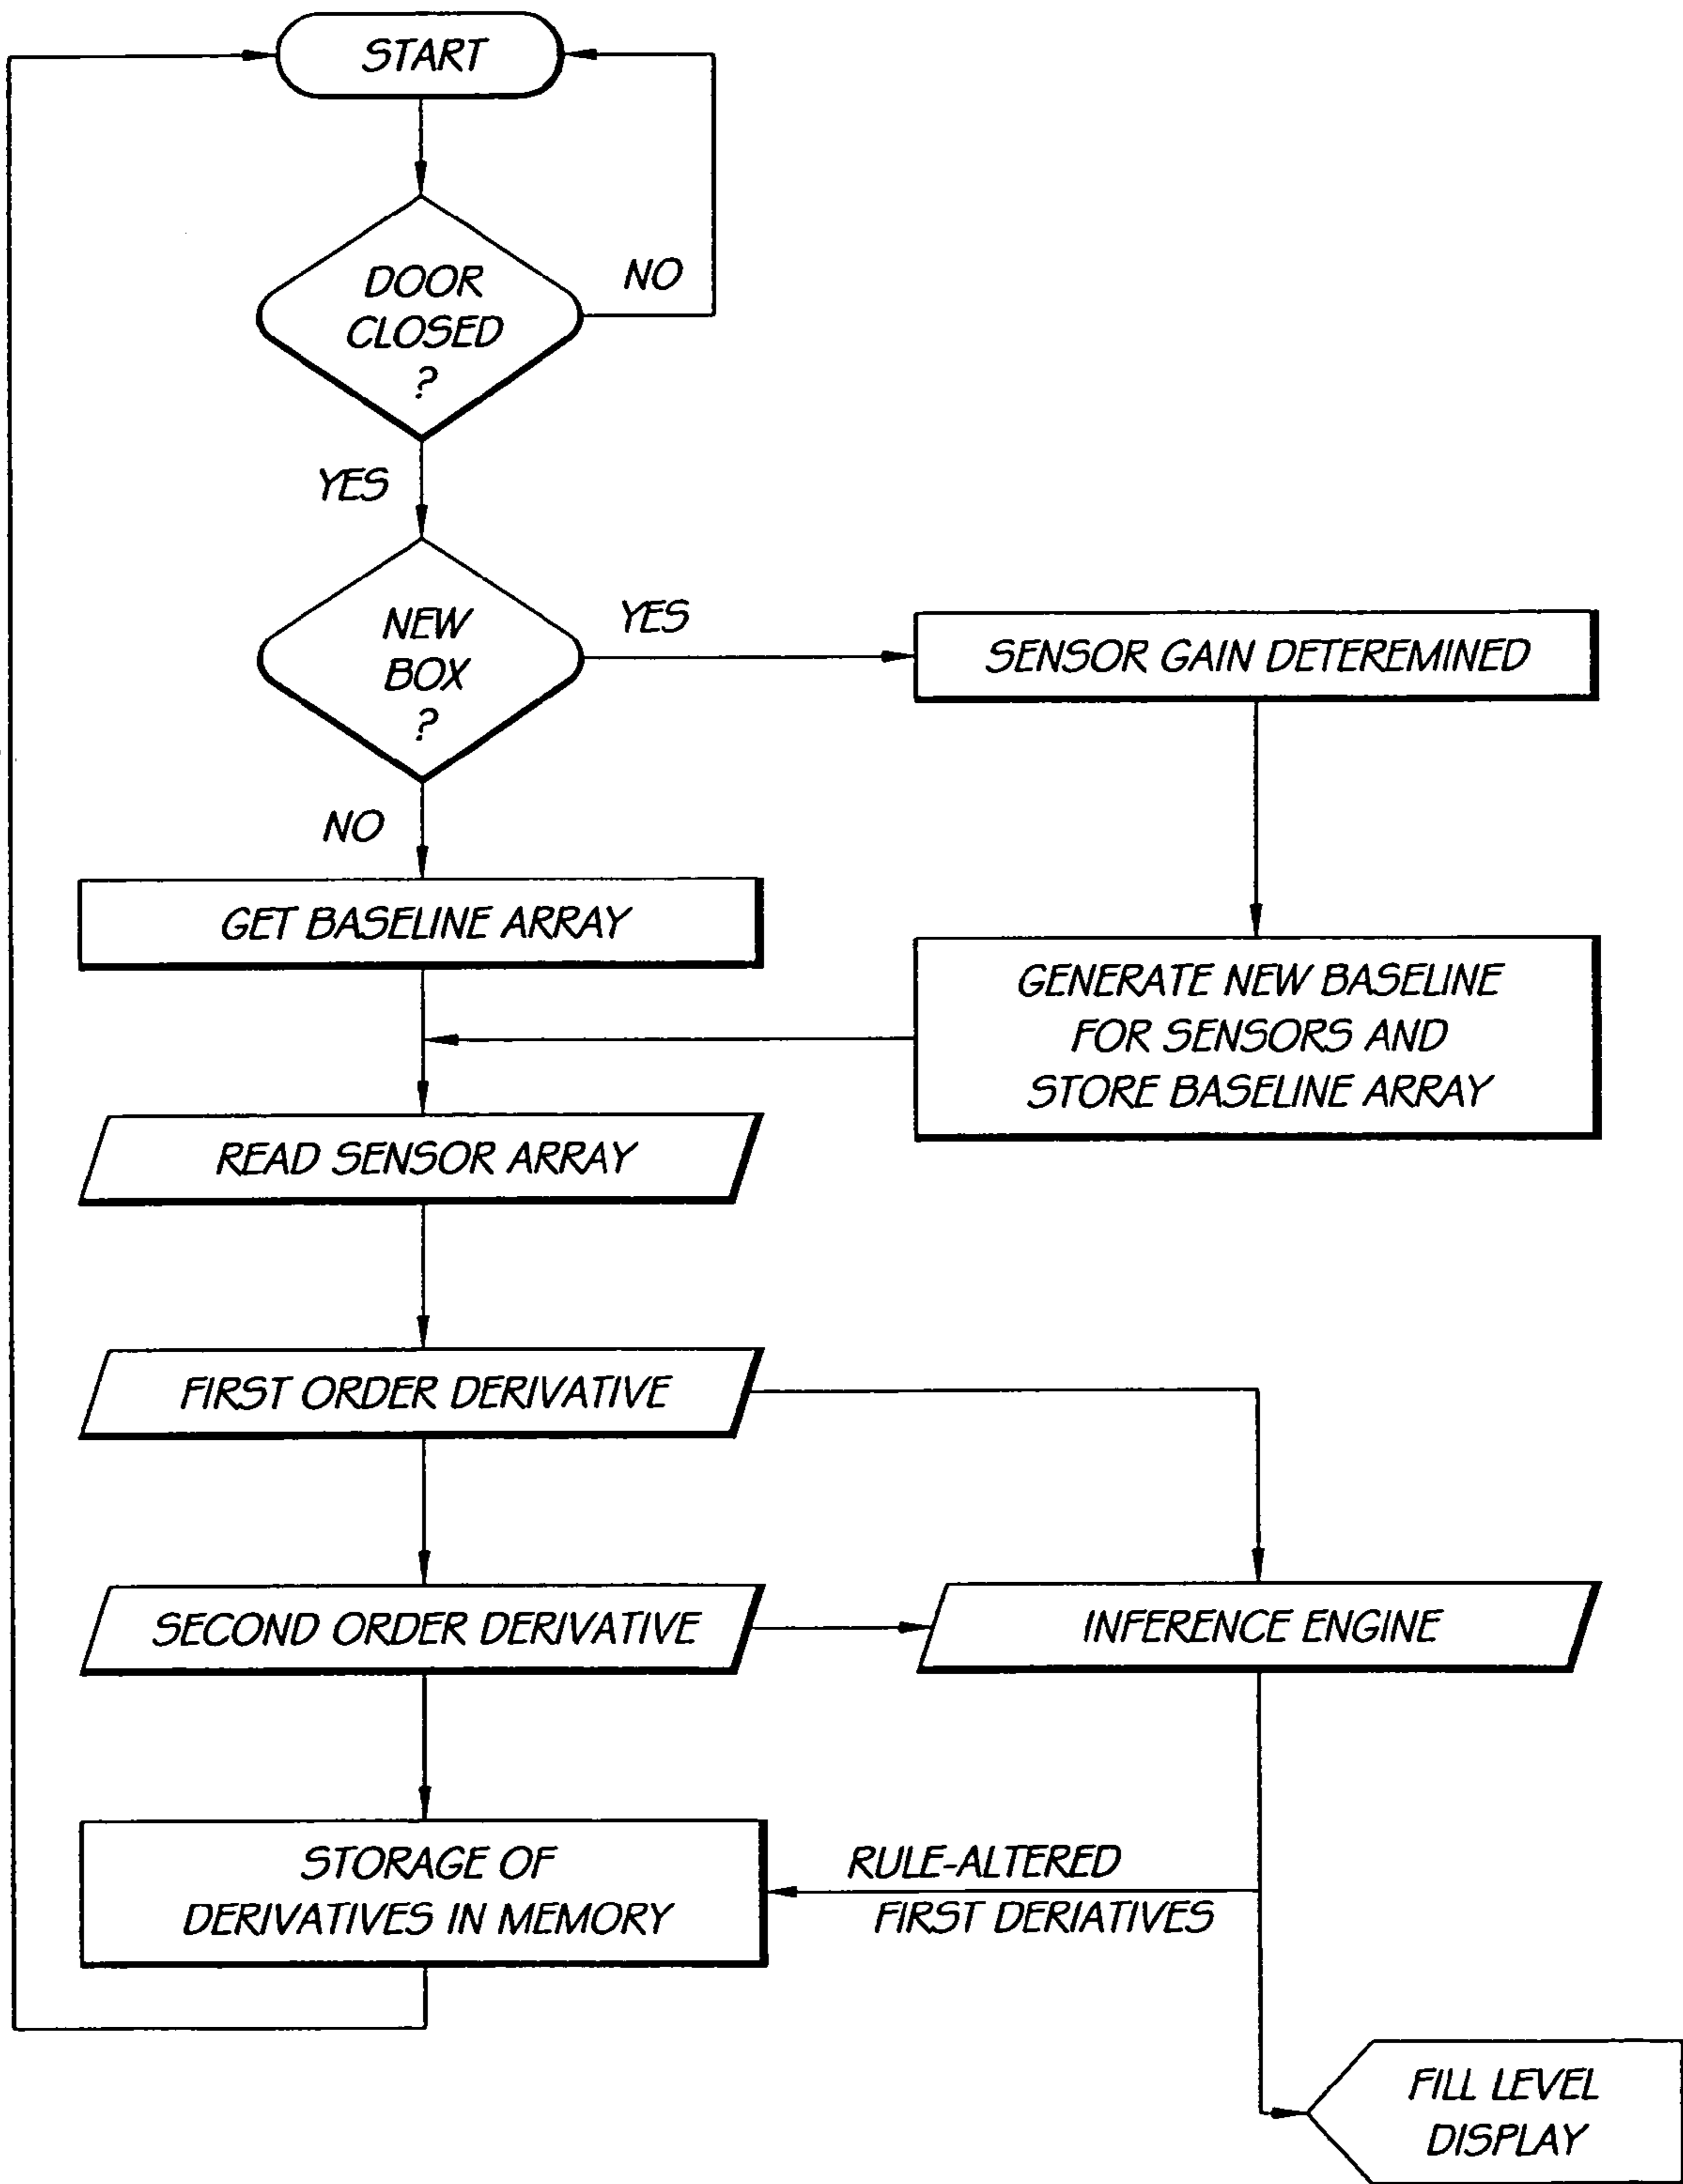 START
DOOR
CLOSED
?
NO
YES
NEW
BOX
?
YES
SENSOR GAIN DETEREMINED
NO
GET BASELINE ARRAY
GENERATE NEW BASELINE
FOR SENSORS AND
STORE BASELINE ARRAY
READ SENSOR ARRAY
FIRST ORDER DERIVATIVE
SECOND ORDER DERIVATIVE
INFERENCE ENGINE
STORAGE OF
DERIVATIVES IN MEMORY
RULE-ALTERED
FIRST DERIATIVES
FILL LEVEL
DISPLAY